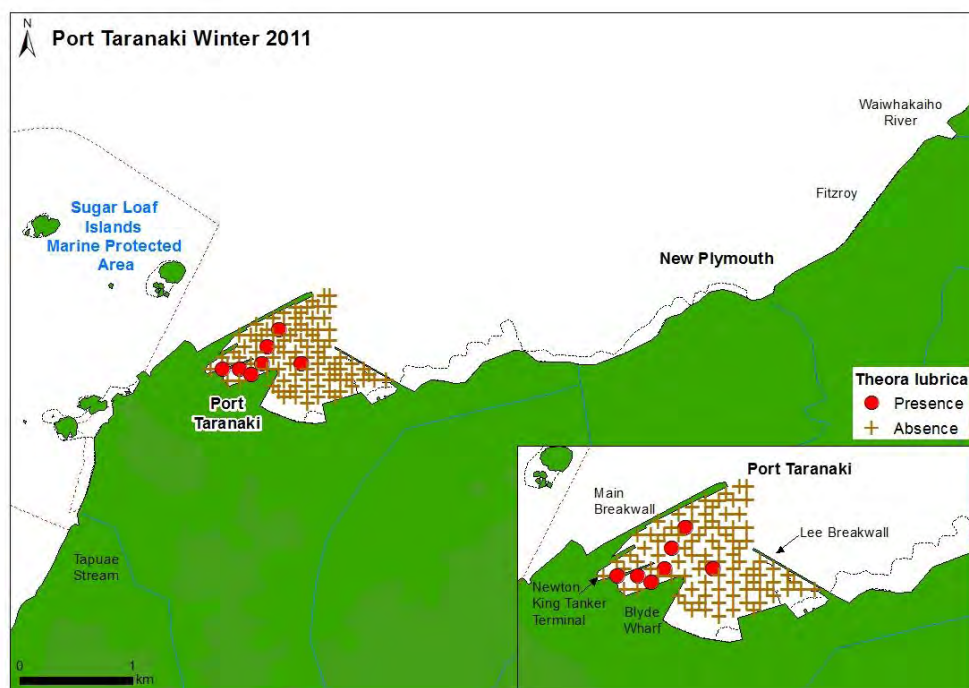 N
Port Taranaki Winter 2011
Waiwhakaiho
River
Fitzroy
Sugar Loaf
Islands
Marine Protected
Area
New Plymouth
Port
Taranaki
Theora lubrica
Presence
Absence
Tapuae
Stream
0 1
km
Port Taranaki
Main
Breakwall
Lee Breakwall
Newton
King Tanker
Terminal
Blyde
Wharf